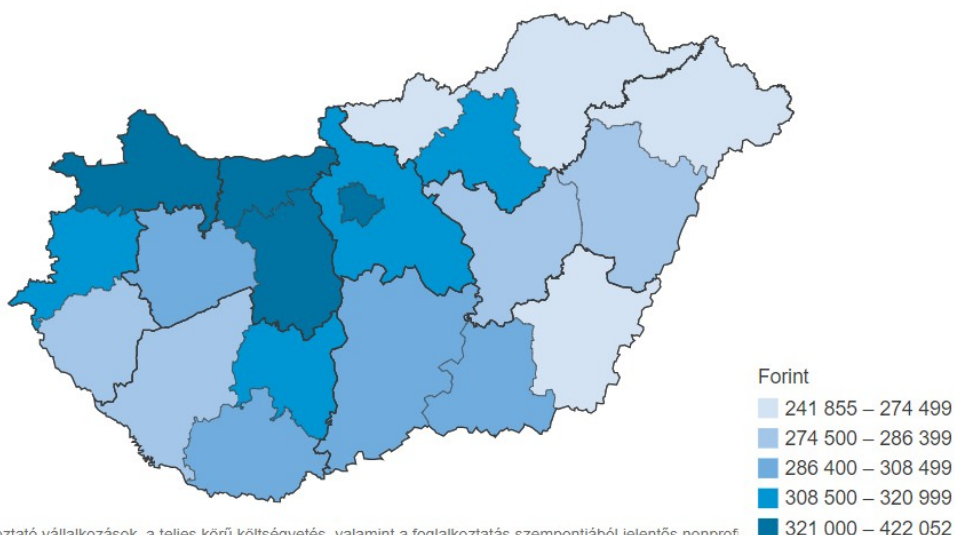 Forint
241 855 – 274 499
274 500 – 286 399
286 400 – 308 499
308 500 – 320 999
321 000 – 422 052
vállalkozások, a teljes körű költségvetés, valamint a foglalkoztatás szempontjából jelentős